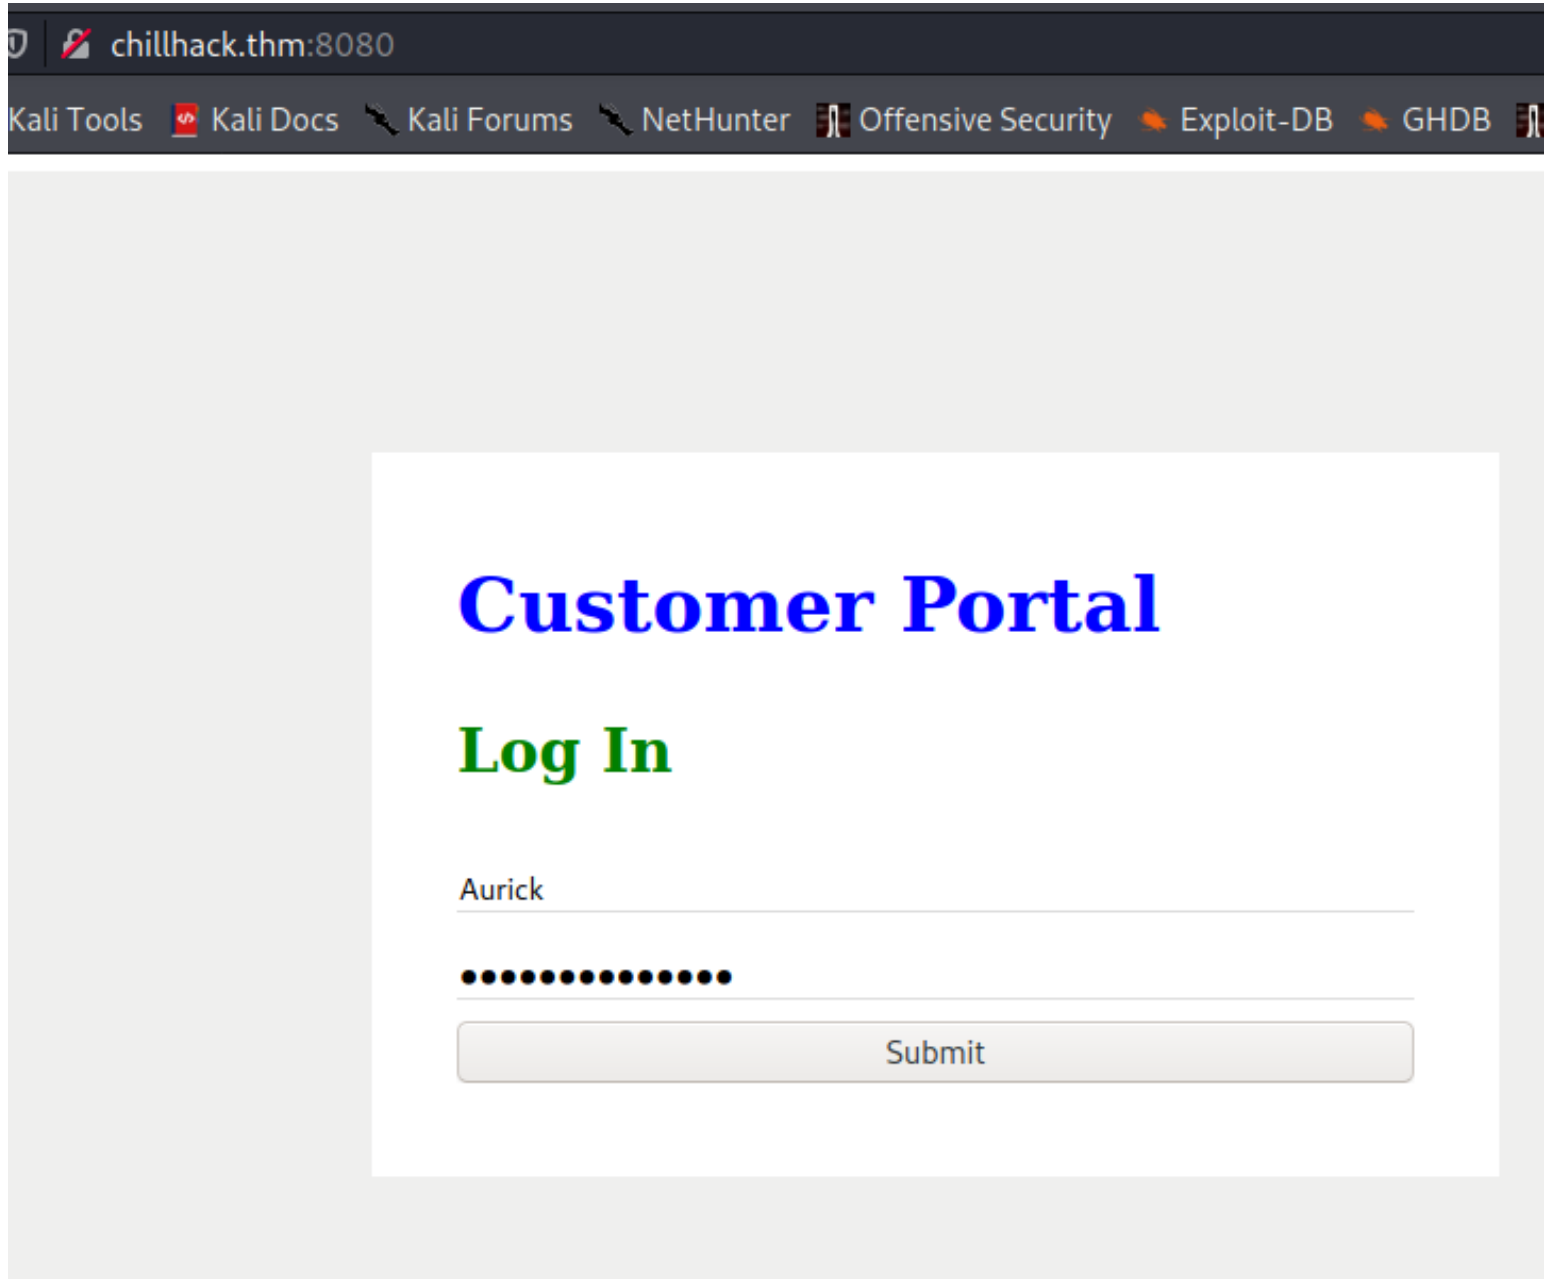 chillhack.thm:8080
Kali Tools Kali Docs Kali Forums NetHunter Offensive Security Exploit-DB GHDB
Customer Portal
Log In
Aurick
••••••••••••••
Submit